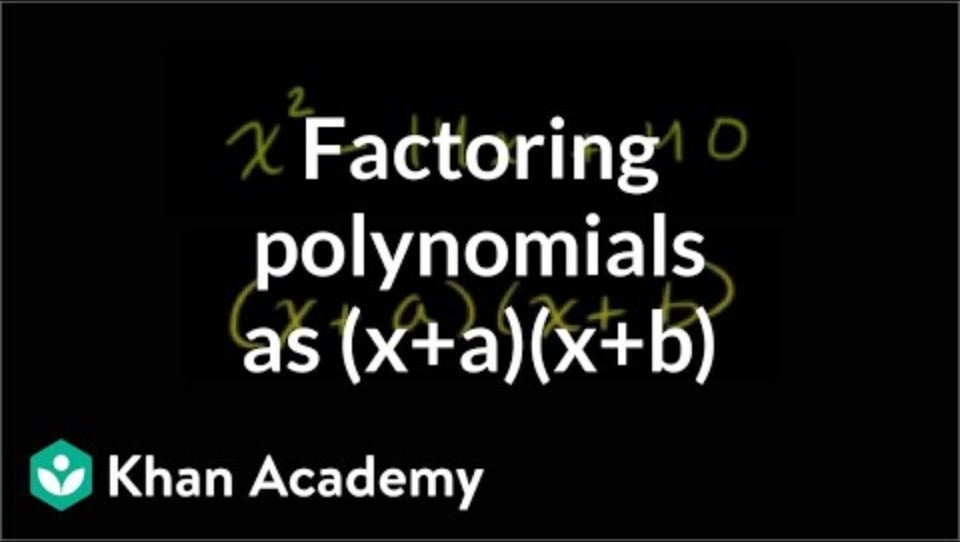 Factoring
polynomials
as (x+a)(x+b)
(x+a)(x+b)
Khan Academy